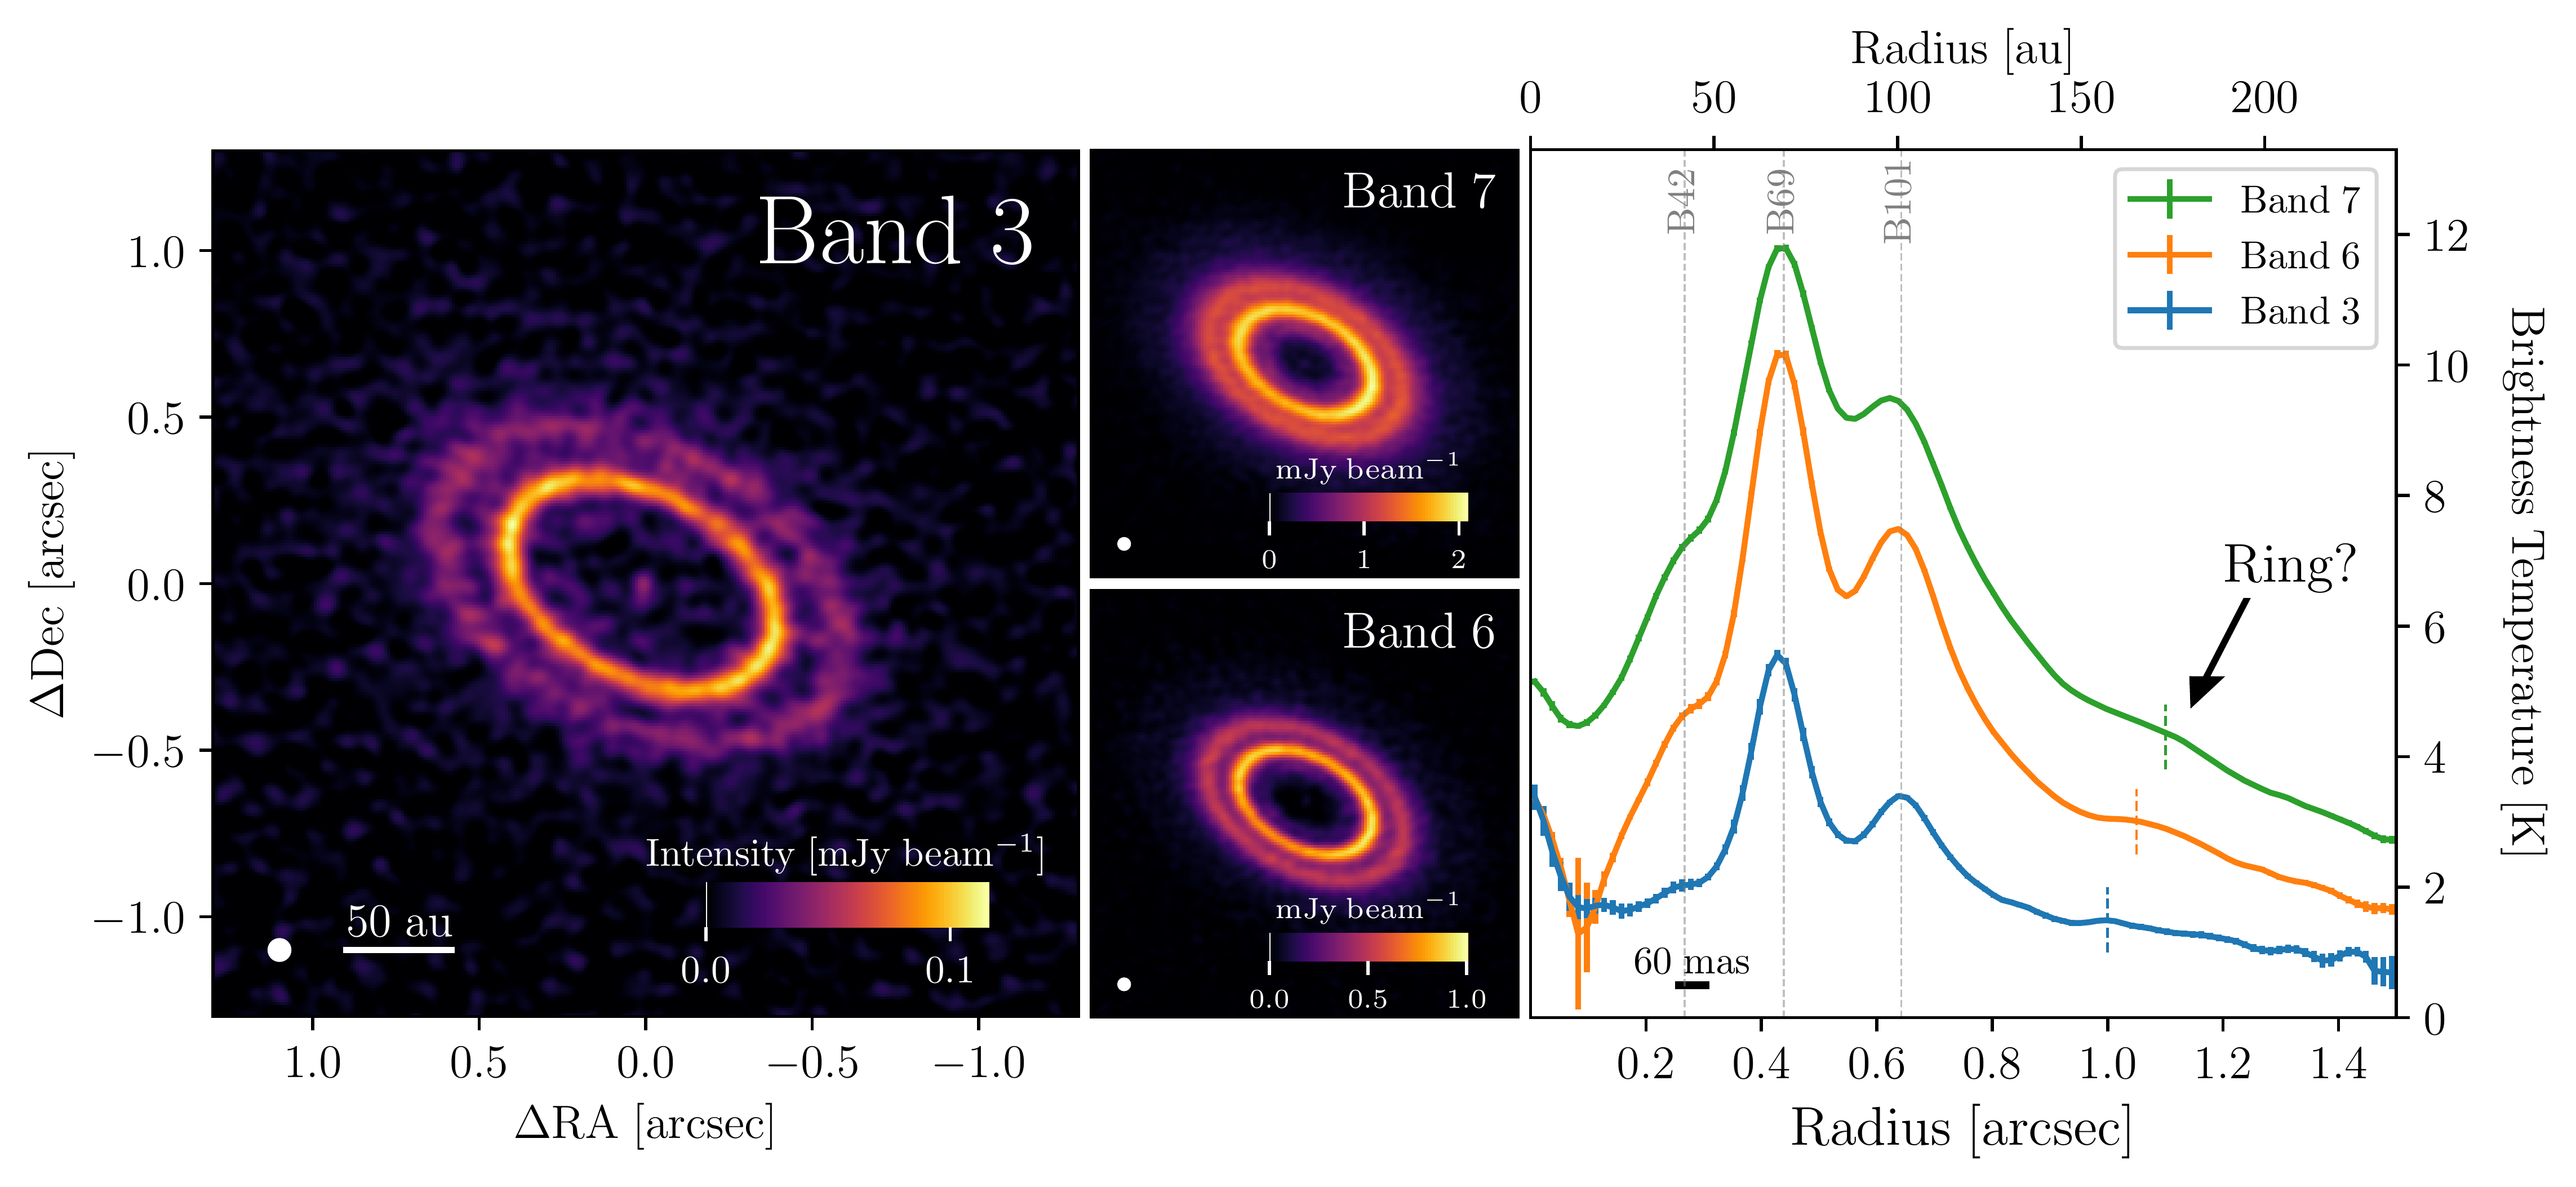 Band 3
ΔDec [arcsec]
1.0
0.5
0.0
−0.5
−1.0
Intensity [mJy beam⁻¹]
0.0 0.1
50 au
1.0 0.5 0.0 −0.5 −1.0
ΔRA [arcsec]
Band 7
mJy beam⁻¹
0 1 2
Band 6
mJy beam⁻¹
0.0 0.5 1.0
Radius [au]
0 50 100 150 200
B42
B69
B101
Band 7
Band 6
Band 3
Ring?
60 mas
12
10
8
6
4
2
0
Brightness Temperature [K]
0.2 0.4 0.6 0.8 1.0 1.2 1.4
Radius [arcsec]